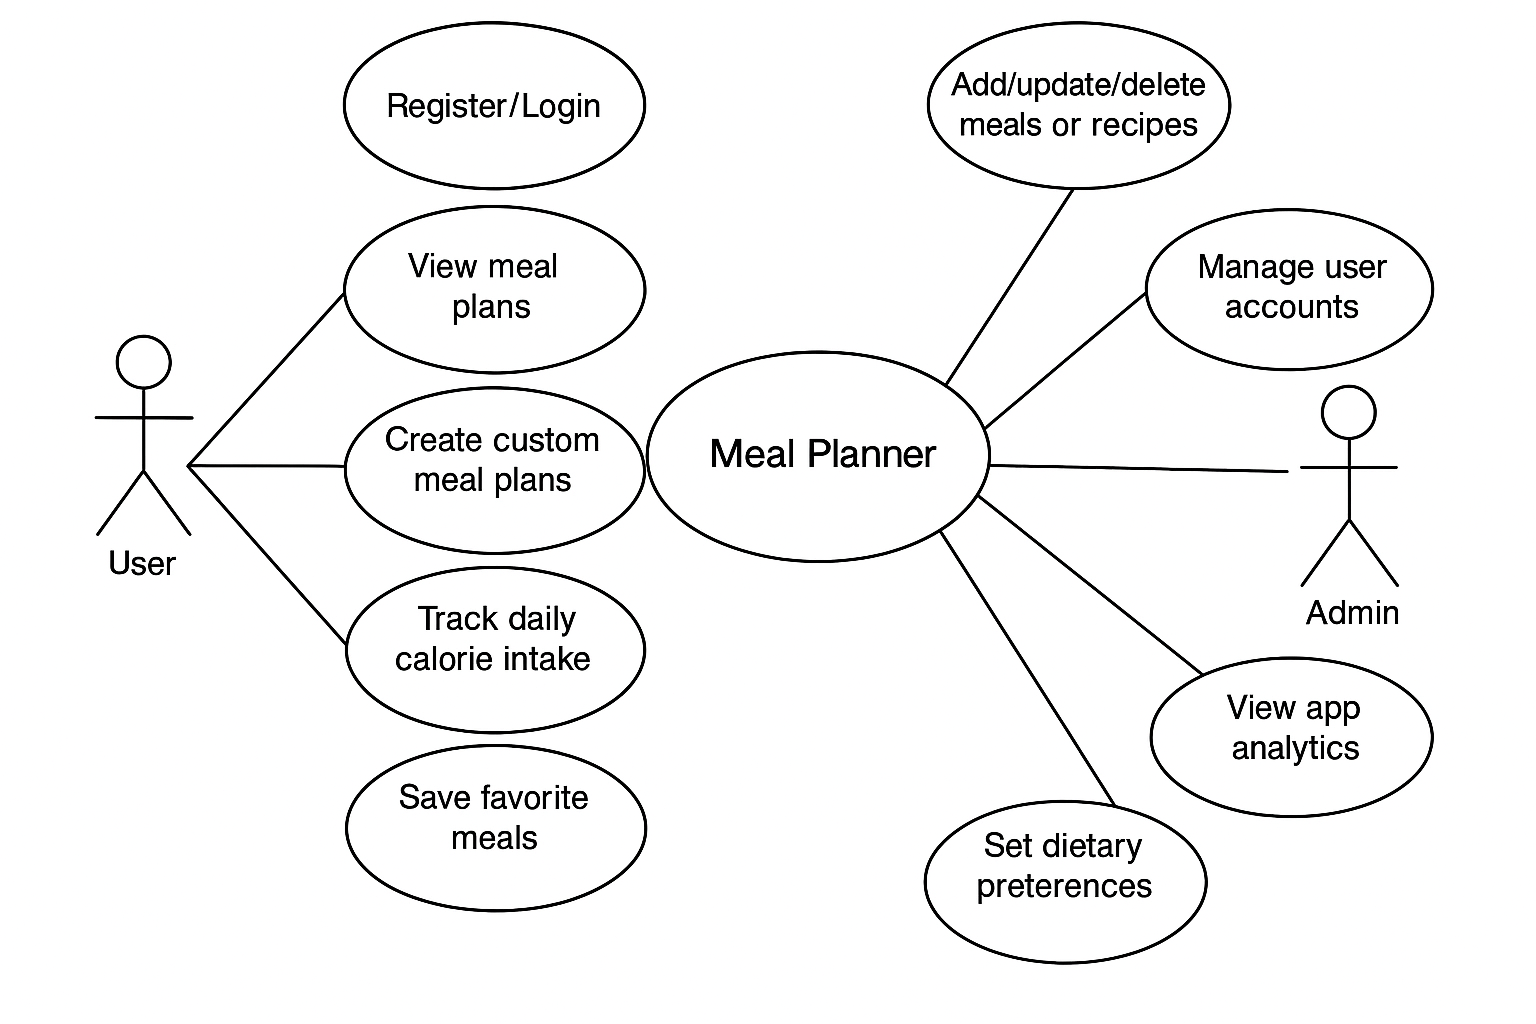 Register/Login
View meal
plans
Create custom
meal plans
Track daily
calorie intake
Save favorite
meals
User
Meal Planner
Add/update/delete
meals or recipes
Manage user
accounts
Admin
View app
analytics
Set dietary
preterences